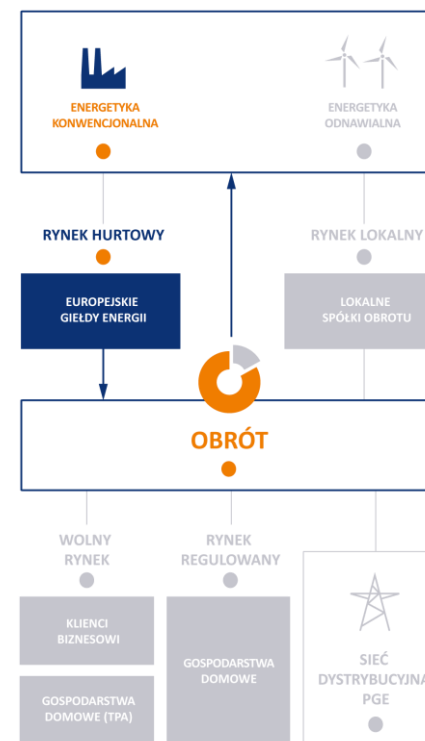 ENERGETYKA
KONWENCJONALNA
ENERGETYKA
ODNAWIALNA
RYNEK HURTOWY
RYNEK LOKALNY
EUROPEJSKIE
GIEŁDY ENERGII
LOKALNE
SPÓŁKI OBROTU
OBRÓT
WOLNY
RYNEK
RYNEK
REGULOWANY
KLIENCI
BIZNESOWI
GOSPODARSTWA
DOMOWE (TPA)
GOSPODARSTWA
DOMOWE
SIEĆ
DYSTRYBUCYJNA
PGE